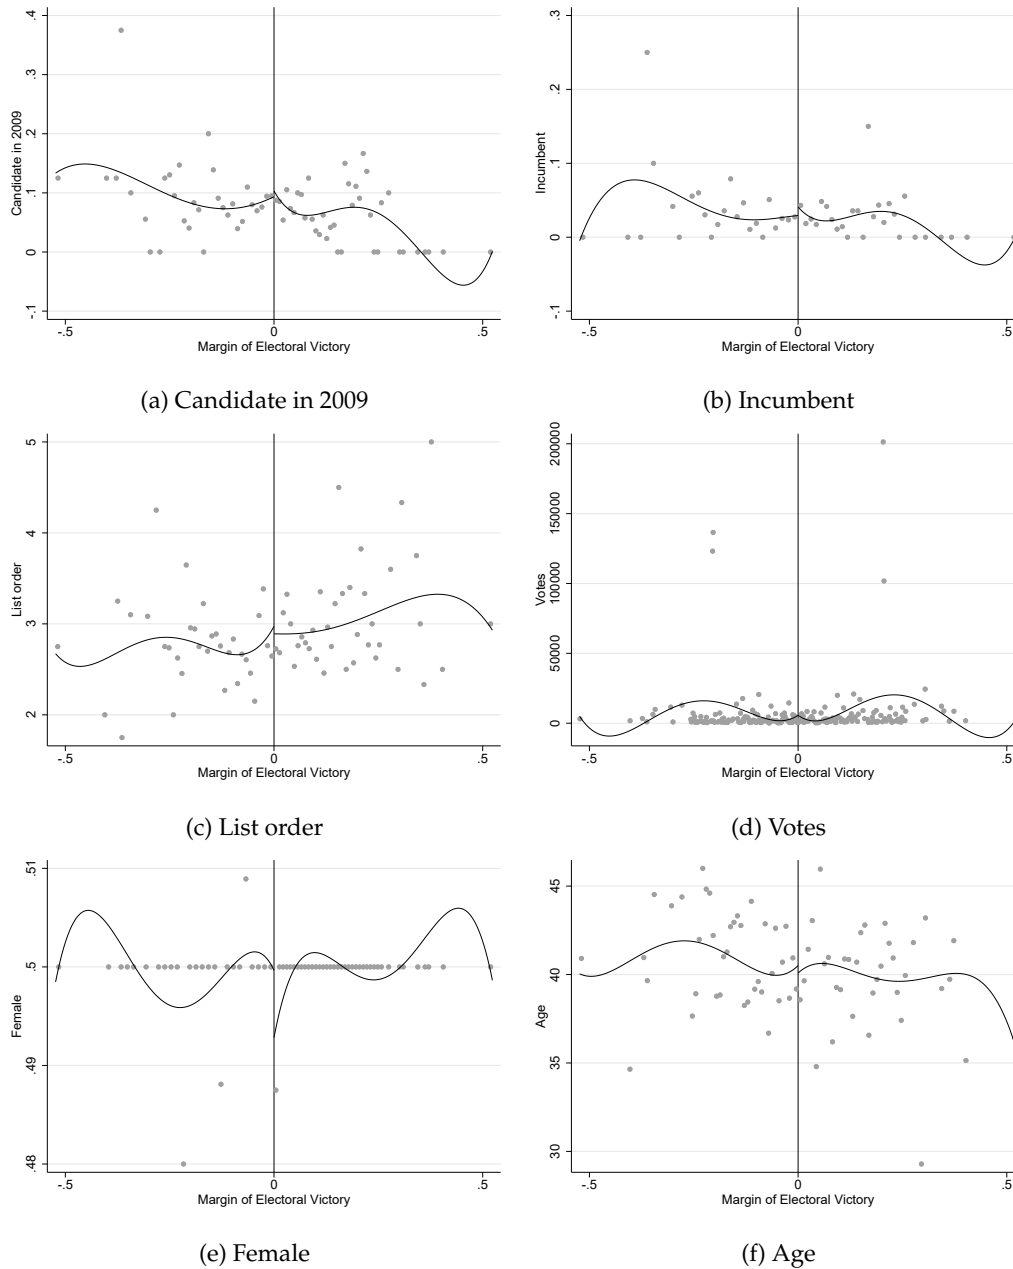 .4
.3
.2
.1
0
-.1
Candidate in 2009
-.5 0 .5
Margin of Electoral Victory
(a) Candidate in 2009
.3
.2
.1
0
-.1
Incumbent
-.5 0 .5
Margin of Electoral Victory
(b) Incumbent
5
4
3
2
List order
-.5 0 .5
Margin of Electoral Victory
(c) List order
200000
150000
100000
50000
0
Votes
-.5 0 .5
Margin of Electoral Victory
(d) Votes
.51
.5
.49
.48
Female
-.5 0 .5
Margin of Electoral Victory
(e) Female
45
40
35
30
Age
-.5 0 .5
Margin of Electoral Victory
(f) Age